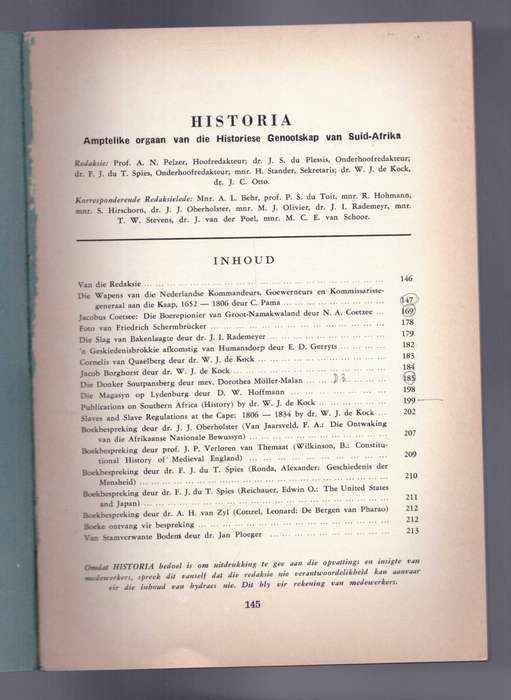 HISTORIA
Amptelike orgaan van die Historiese Genootskap van Suid-Afrika
Redaksie: Prof. A. N. Pelzer, Hoofredakteur; dr. J. S. du Plessis, Onderhoofredakteur;
dr. F. J. du T. Spies, Onderhoofredakteur; mnr. H. Stander, Sekretaris; dr. W. J. de Kock,
dr. J. C. Otto.
Korresponderende Redaksielede: Mnr. A. L. Behr, prof. P. S. du Toit, mnr. R. Hohmann,
mnr. S. Hirschorn, dr. J. J. Oberholster, mnr. M. J. Olivier, dr. J. I. Rademeyr, mnr.
T. W. Stevens, dr. J. van der Poel, mnr. M. C. E. van Schoor.
INHOUD
Van die Redaksie ... 146
Die Wapens van die Nederlandse Kommandeurs, Goewerneurs en Kommissarisse-
generaal aan die Kaap, 1652 — 1806 deur C. Pama ... 147
Jacobus Coetsee: Die Boerepionier van Groot-Namakwaland deur N. A. Coetzee ... 169
Foto van Friedrich Schermbrücker ... 178
Die Slag van Bakenlaagte deur dr. J. I. Rademeyer ... 179
'n Geskiedenisbrokkie afkomstig van Humansdorp deur E. D. Gerryts ... 182
Cornelis van Quaelberg deur dr. W. J. de Kock ... 183
Jacob Borghorst deur dr. W. J. de Kock ... 184
Die Donker Soutpansberg deur mev. Dorothea Möller-Malan ... 185
Die Magasyn op Lydenburg deur D. W. Hoffmann ... 198
Publications on Southern Africa (History) by dr. W. J. de Kock ... 199
Slaves and Slave Regulations at the Cape: 1806 — 1834 by dr. W. J. de Kock ... 202
Boekbespreking deur dr. J. J. Oberholster (Van Jaarsveld, F. A.: Die Ontwaking
van die Afrikaanse Nasionale Bewussyn) ... 207
Boekbespreking deur prof. J. P. Verloren van Themaat (Wilkinson, B.: Constitu-
tional History of Medieval England) ... 209
Boekbespreking deur dr. F. J. du T. Spies (Ronda, Alexander: Geschiedenis der
Mensheid) ... 210
Boekbespreking deur dr. F. J. du T. Spies (Reichauer, Edwin O.: The United States
and Japan) ... 211
Boekbespreking deur dr. A. H. van Zyl (Cottrel, Leonard: De Bergen van Pharao) 212
Boeke ontvang vir bespreking ... 212
Van Stamverwante Bodem deur dr. Jan Ploeger ... 213
Omdat HISTORIA bedoel is om uitdrukking te gee aan die opvattings en insigte van
medewerkers, spreek dit vanself dat die redaksie nie verantwoordelikheid kan aanvaar
vir die inhoud van bydraes nie. Dit bly vir rekening van medewerkers.
145